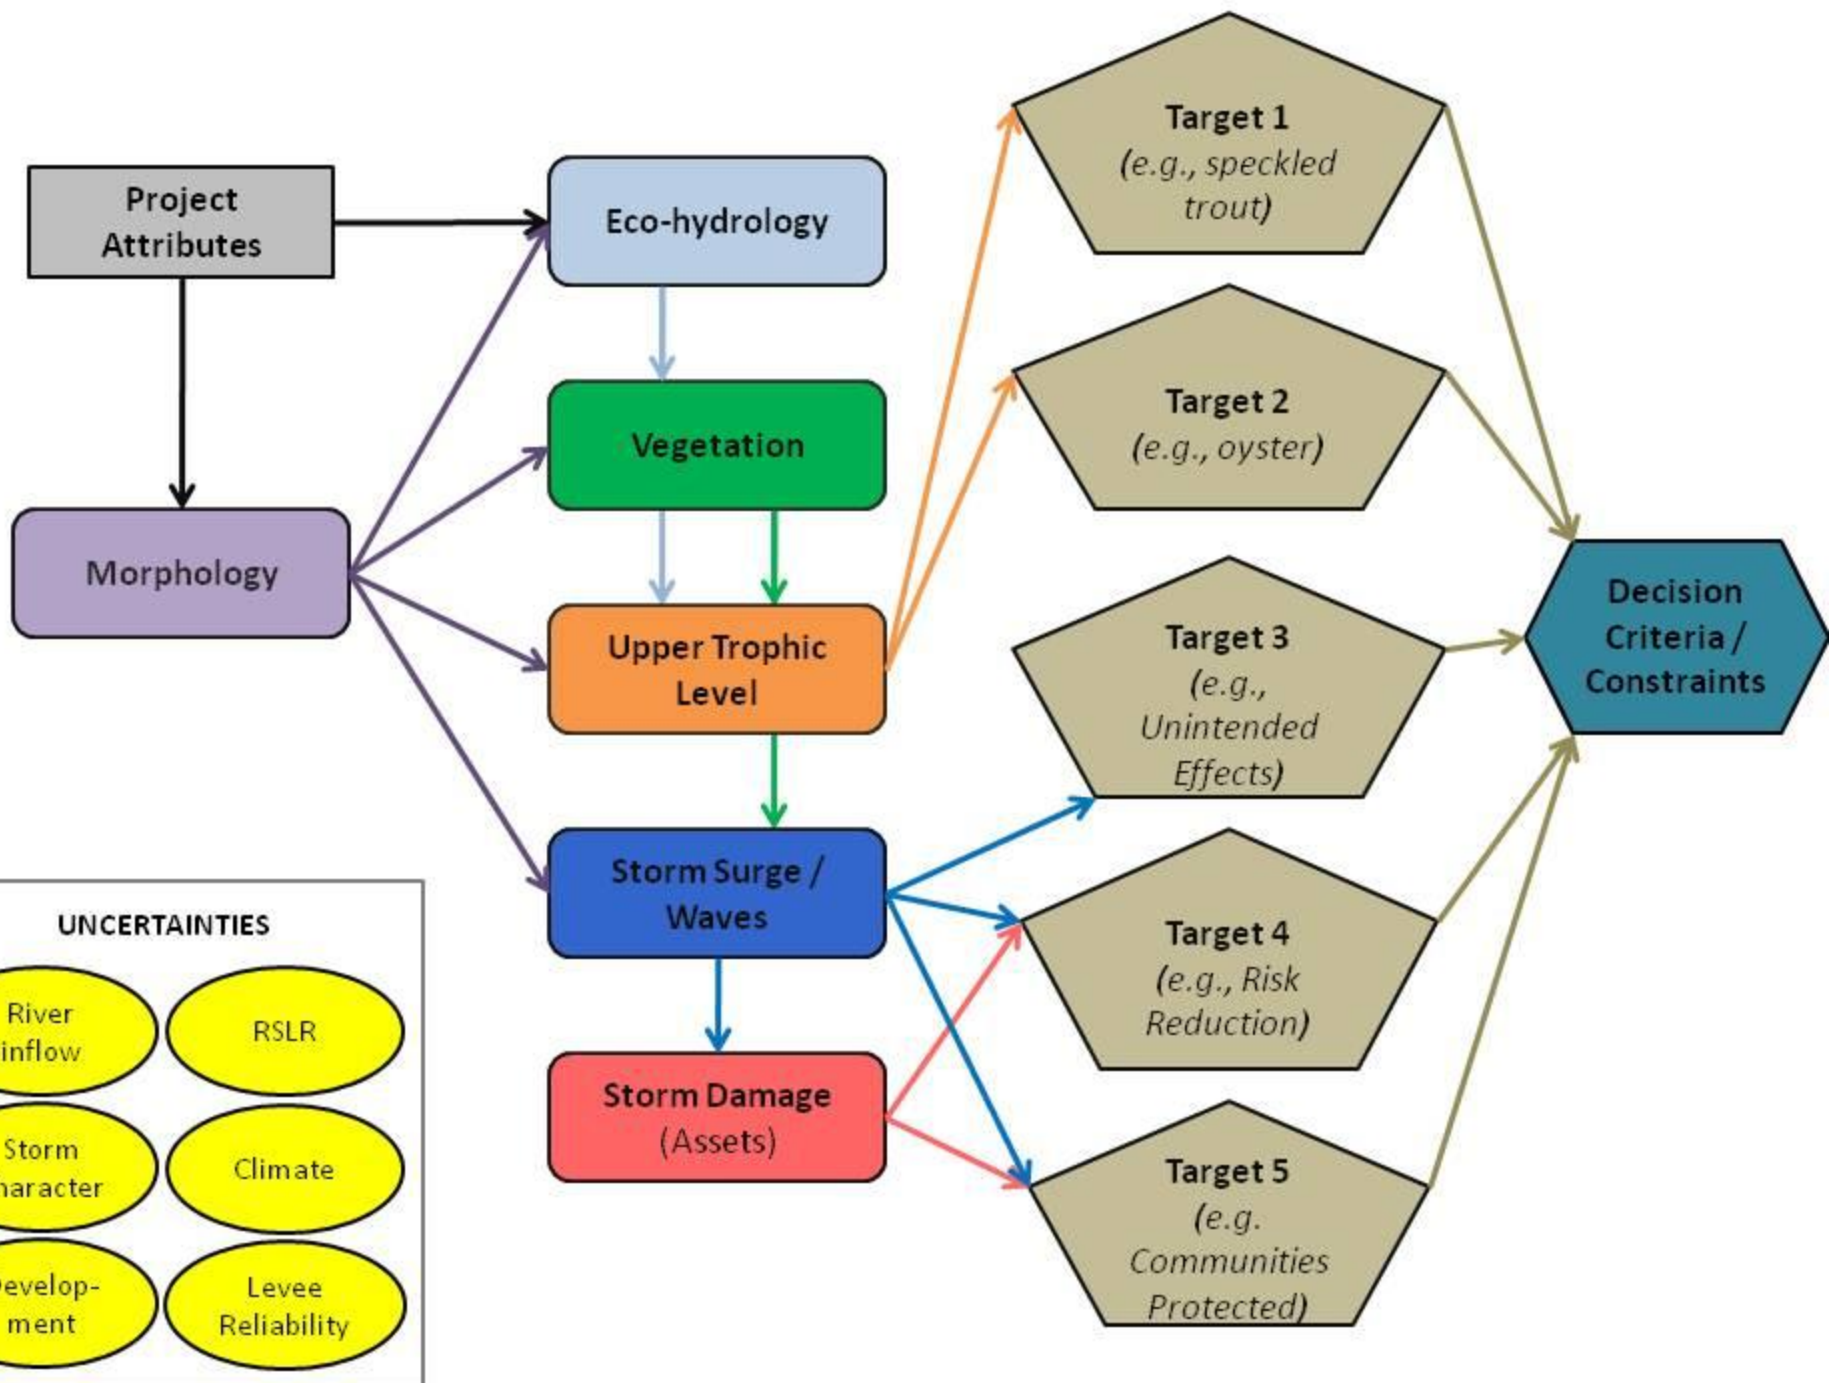 Project
Attributes
Morphology
Eco-hydrology
Vegetation
Upper Trophic
Level
Storm Surge /
Waves
Storm Damage
(Assets)
Target 1
(e.g., speckled
trout)
Target 2
(e.g., oyster)
Target 3
(e.g.,
Unintended
Effects)
Target 4
(e.g., Risk
Reduction)
Target 5
(e.g.
Communities
Protected)
Decision
Criteria /
Constraints
UNCERTAINTIES
River
inflow
RSLR
Storm
Climate
ment
Levee
Reliability